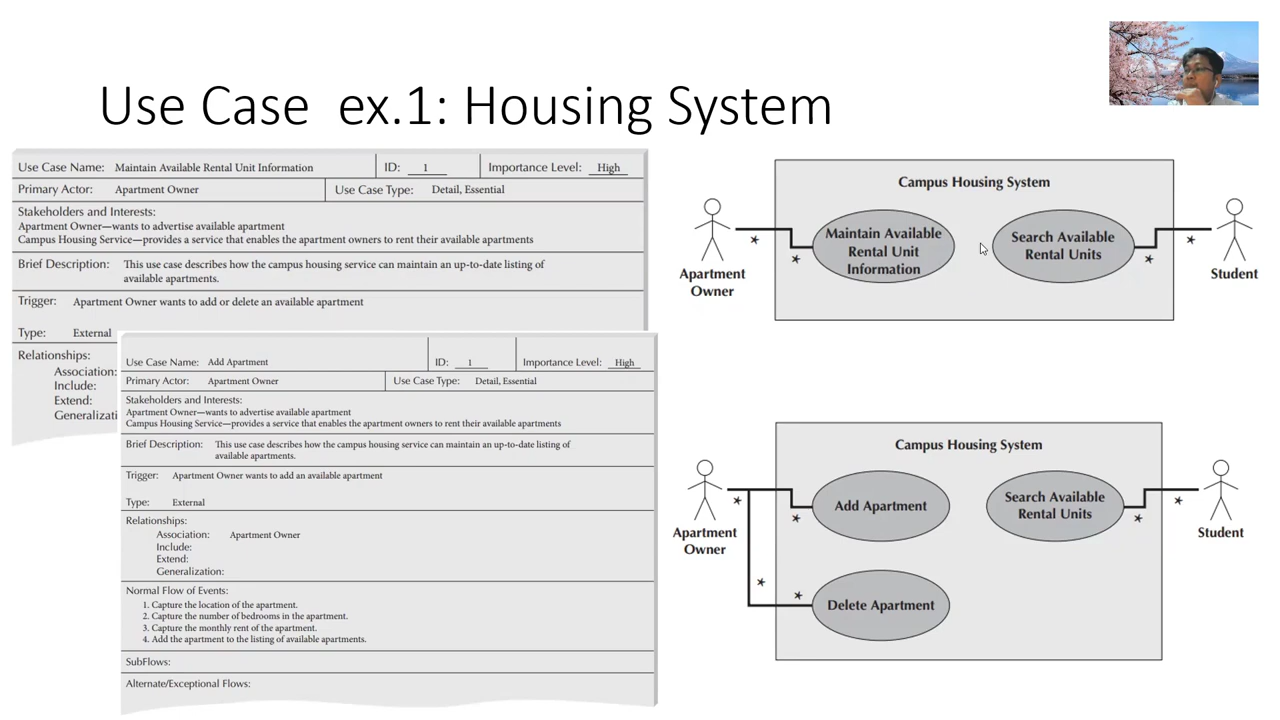 Use Case ex.1: Housing System
Use Case Name: Maintain Available Rental Unit Information ID: 1 Importance Level: High
Primary Actor: Apartment Owner Use Case Type: Detail, Essential
Stakeholders and Interests:
Apartment Owner—wants to advertise available apartment
Campus Housing Service—provides a service that enables the apartment owners to rent their available apartments
Brief Description: This use case describes how the campus housing service can maintain an up-to-date listing of
available apartments.
Trigger: Apartment Owner wants to add or delete an available apartment
Type: External
Relationships:
Association:
Include:
Extend:
Generalizati
Use Case Name: Add Apartment ID: 1 Importance Level: High
Primary Actor: Apartment Owner Use Case Type: Detail, Essential
Stakeholders and Interests:
Apartment Owner—wants to advertise available apartment
Campus Housing Service—provides a service that enables the apartment owners to rent their available apartments
Brief Description: This use case describes how the campus housing service can maintain an up-to-date listing of
available apartments.
Trigger: Apartment Owner wants to add an available apartment
Type: External
Relationships:
Association: Apartment Owner
Include:
Extend:
Generalization:
Normal Flow of Events:
1. Capture the location of the apartment.
2. Capture the number of bedrooms in the apartment.
3. Capture the monthly rent of the apartment.
4. Add the apartment to the listing of available apartments.
SubFlows:
Alternate/Exceptional Flows:
Campus Housing System
Apartment
Owner
*
*
Maintain Available
Rental Unit
Information
Search Available
Rental Units
*
*
Student
Campus Housing System
Apartment
Owner
*
*
Add Apartment
Search Available
Rental Units
*
*
Student
*
*
Delete Apartment